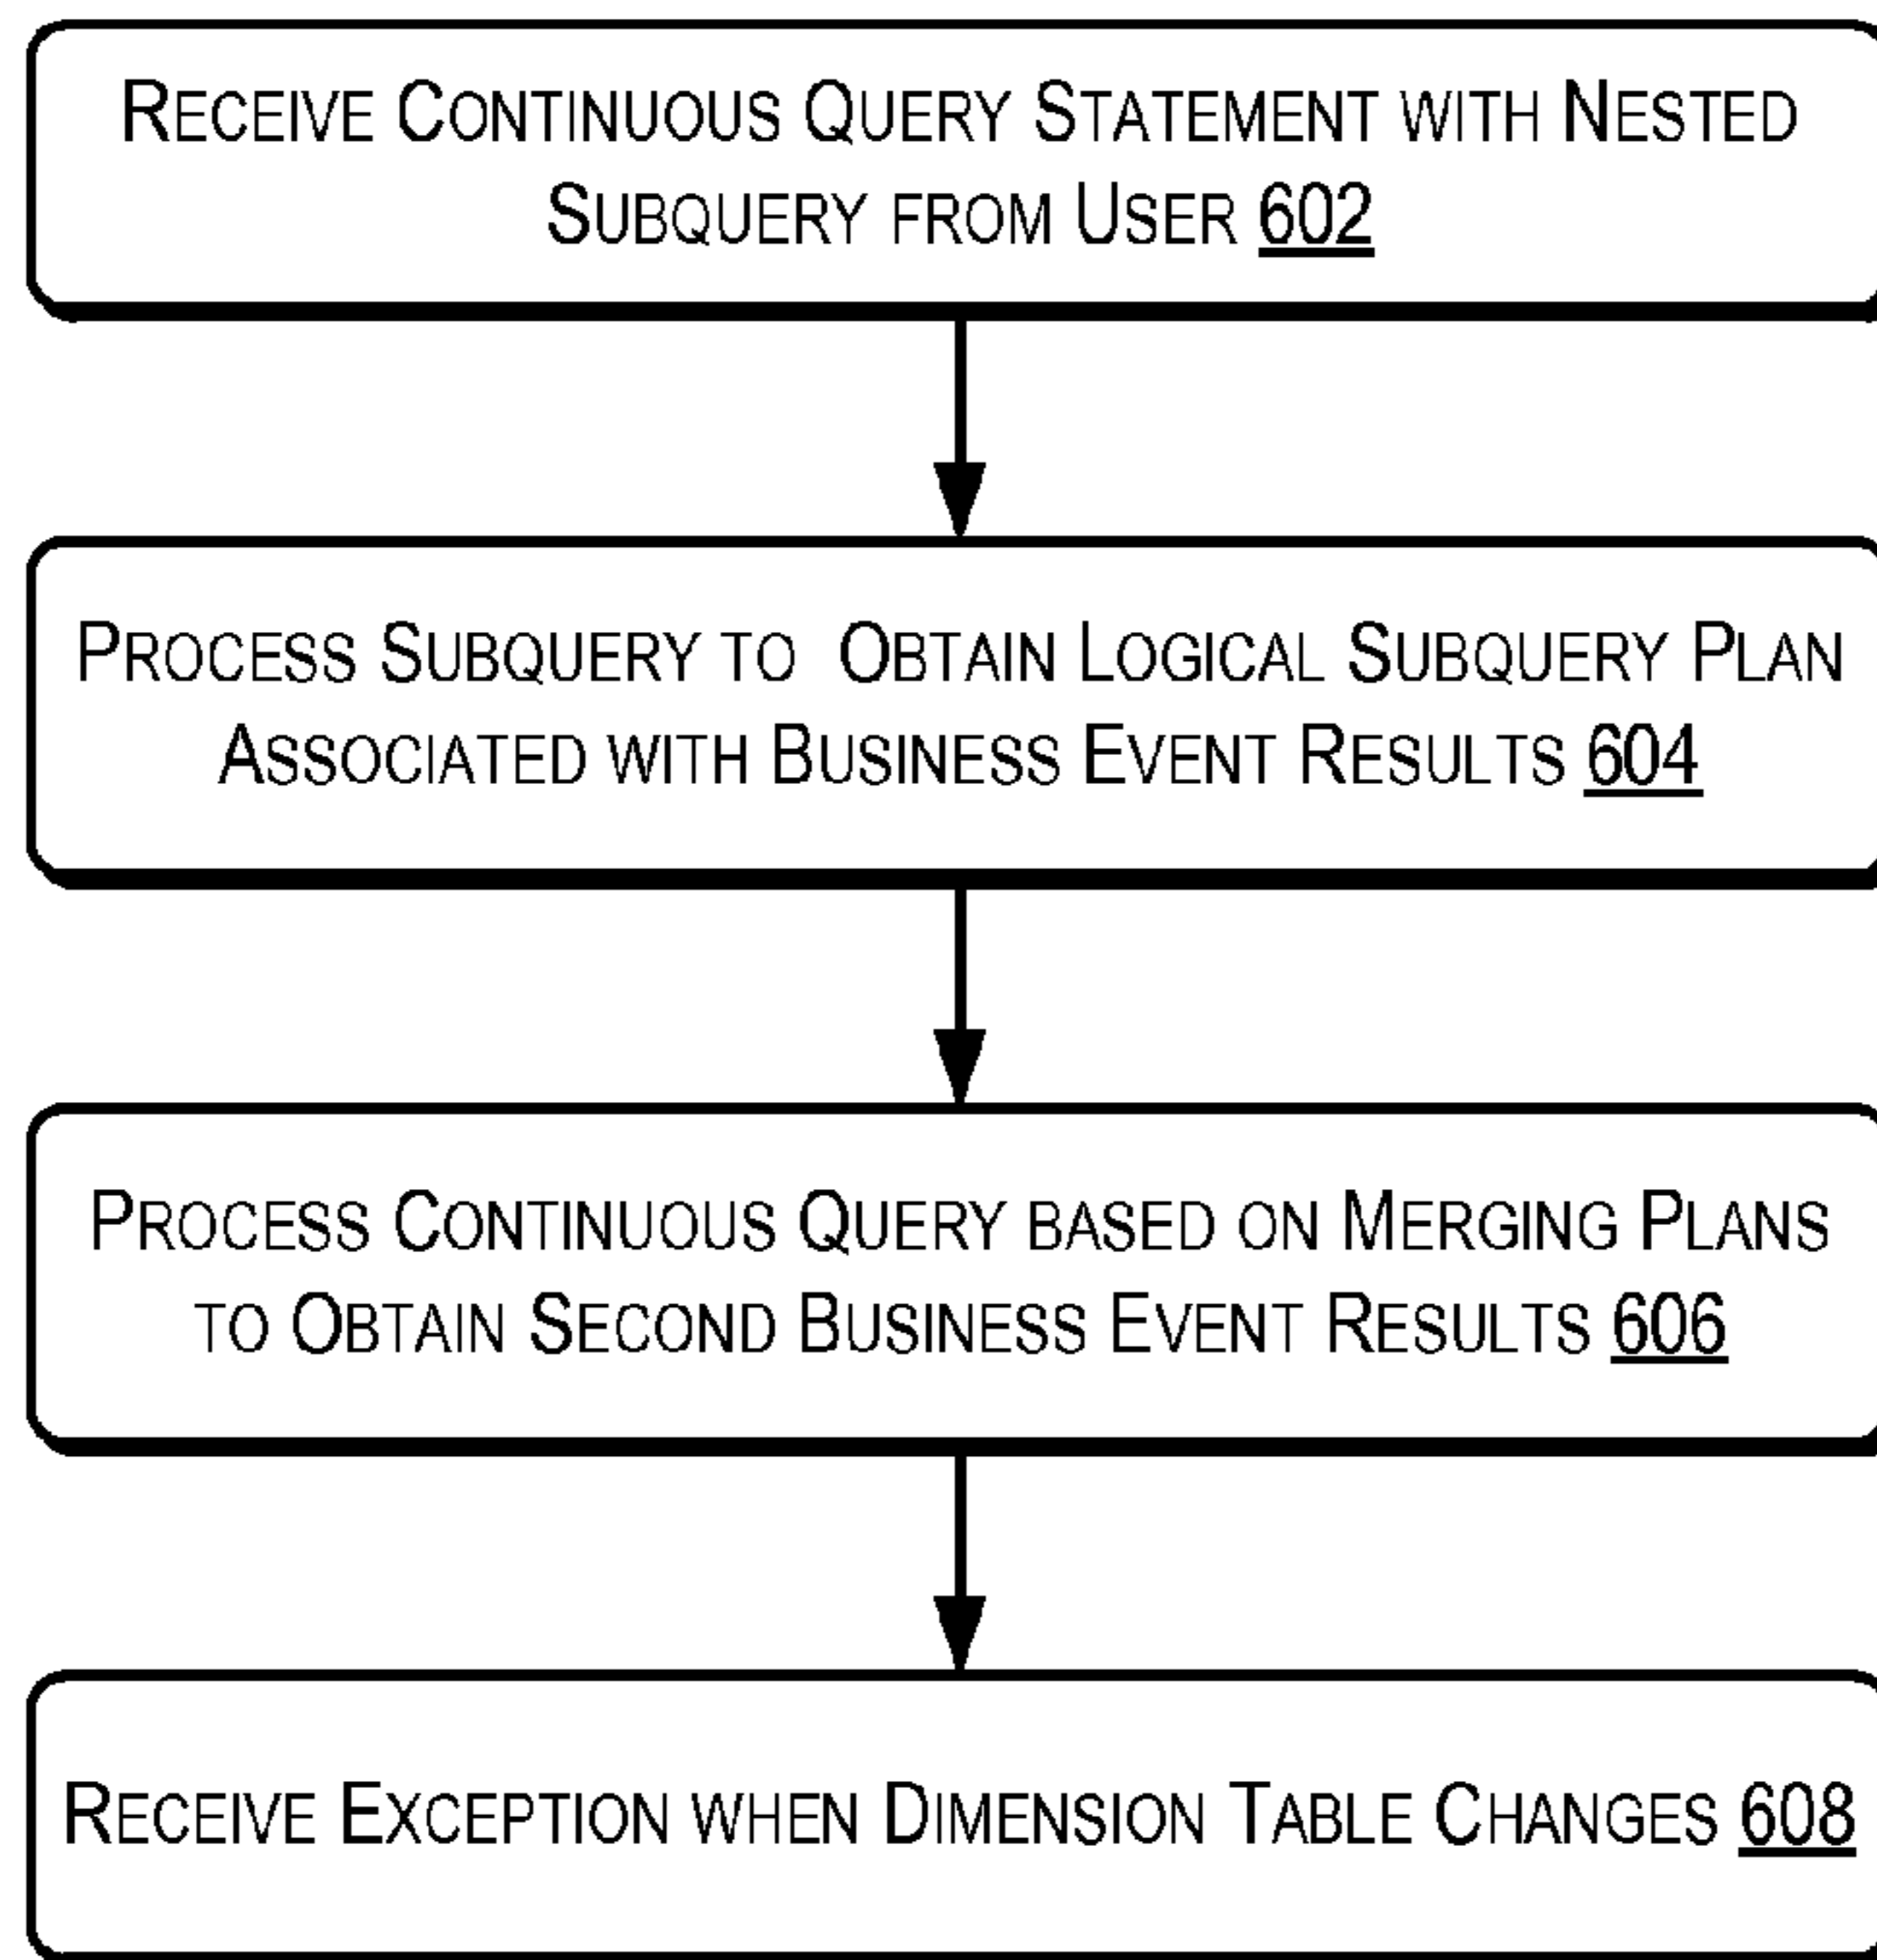 RECEIVE CONTINUOUS QUERY STATEMENT WITH NESTED
SUBQUERY FROM USER 602
PROCESS SUBQUERY TO OBTAIN LOGICAL SUBQUERY PLAN
ASSOCIATED WITH BUSINESS EVENT RESULTS 604
PROCESS CONTINUOUS QUERY BASED ON MERGING PLANS
TO OBTAIN SECOND BUSINESS EVENT RESULTS 606
RECEIVE EXCEPTION WHEN DIMENSION TABLE CHANGES 608